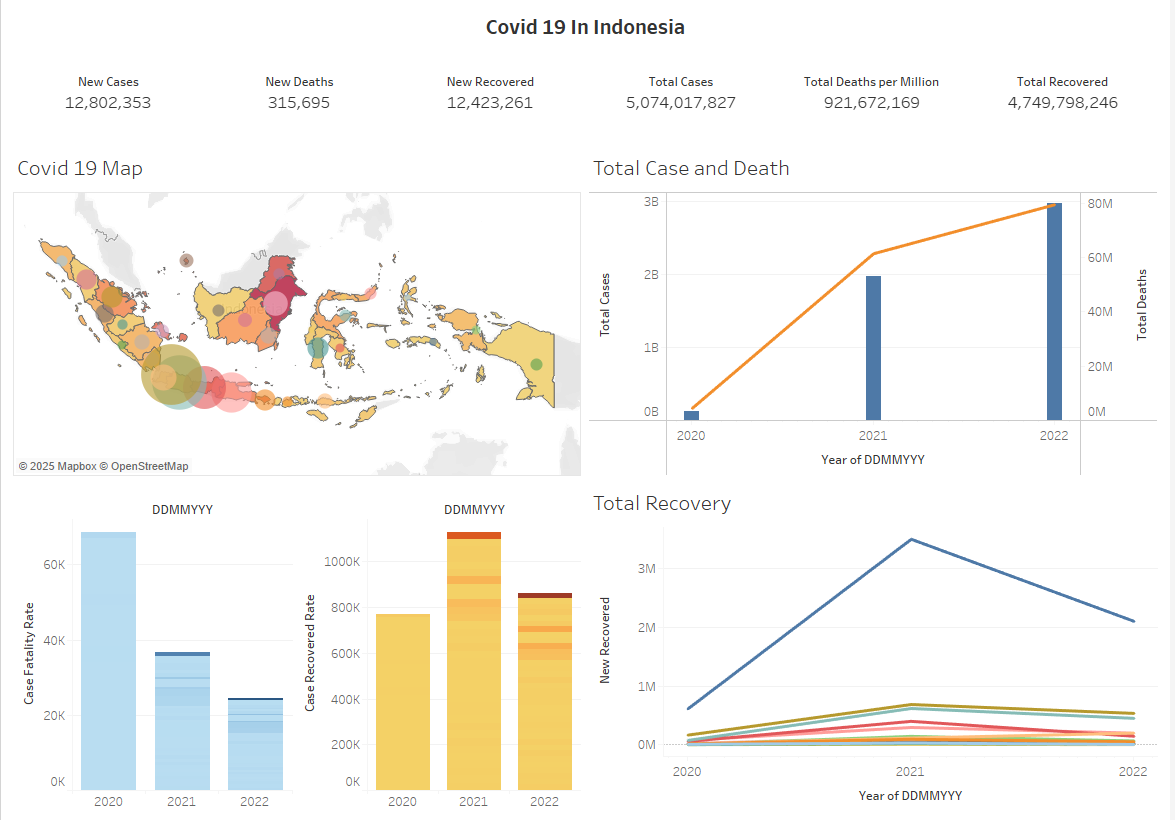 Covid 19 In Indonesia
New Cases
12,802,353
New Deaths
315,695
New Recovered
12,423,261
Total Cases
5,074,017,827
Total Deaths per Million
921,672,169
Total Recovered
4,749,798,246
Covid 19 Map
© 2025 Mapbox © OpenStreetMap
Total Case and Death
Total Cases
3B
2B
1B
0B
80M
60M
40M
20M
0M
Total Deaths
2020
2021
2022
Year of DDMMYYY
DDMMYYY
Case Fatality Rate
60K
40K
20K
0K
2020
2021
2022
DDMMYYY
Case Recovered Rate
1000K
800K
600K
400K
200K
0K
2020
2021
2022
Total Recovery
New Recovered
3M
2M
1M
0M
2020
2021
2022
Year of DDMMYYY